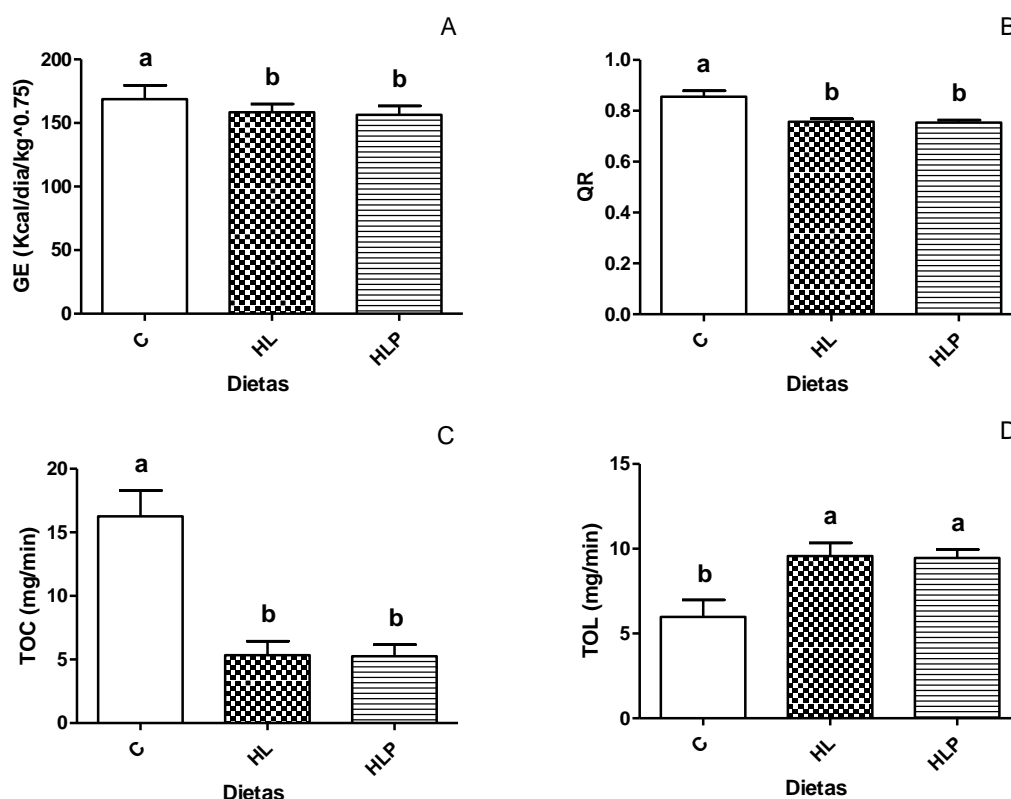 A
GE (Kcal/dia/kg^0.75)
200
150
100
50
0
a
b
b
C
HL
HLP
Dietas
B
QR
1.0
0.8
0.6
0.4
0.2
0.0
a
b
b
C
HL
HLP
Dietas
C
TOC (mg/min)
20
15
10
5
0
a
b
b
C
HL
HLP
Dietas
D
TOL (mg/min)
15
10
5
0
b
a
a
C
HL
HLP
Dietas